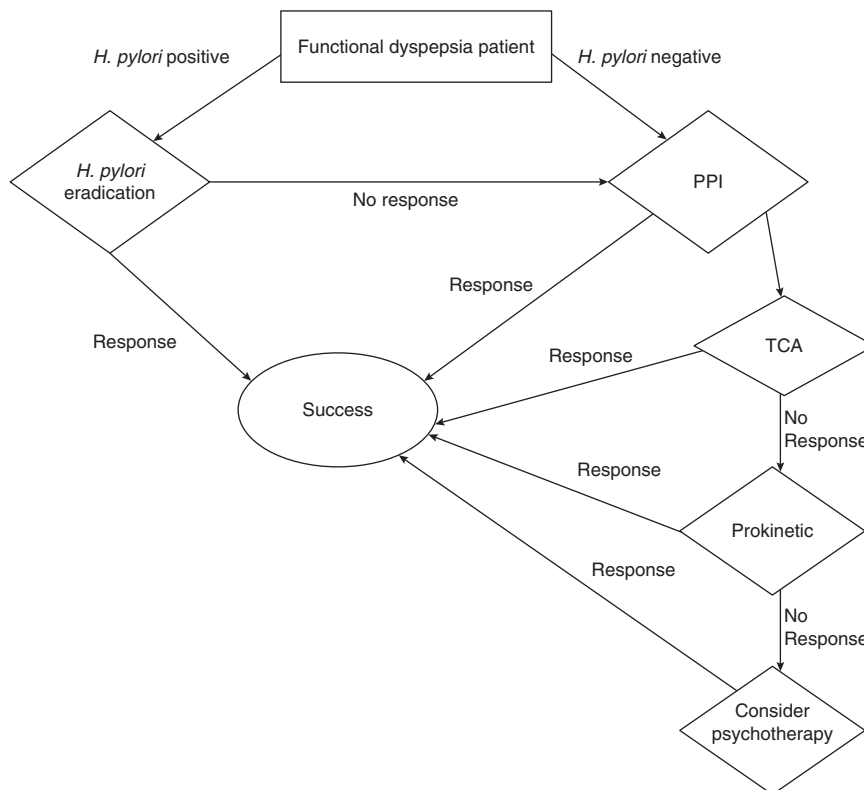 Functional dyspepsia patient
H. pylori positive
H. pylori negative
H. pylori
eradication
No response
PPI
Response
Response
Response
TCA
Success
No
Response
Response
Prokinetic
Response
No
Response
Consider
psychotherapy